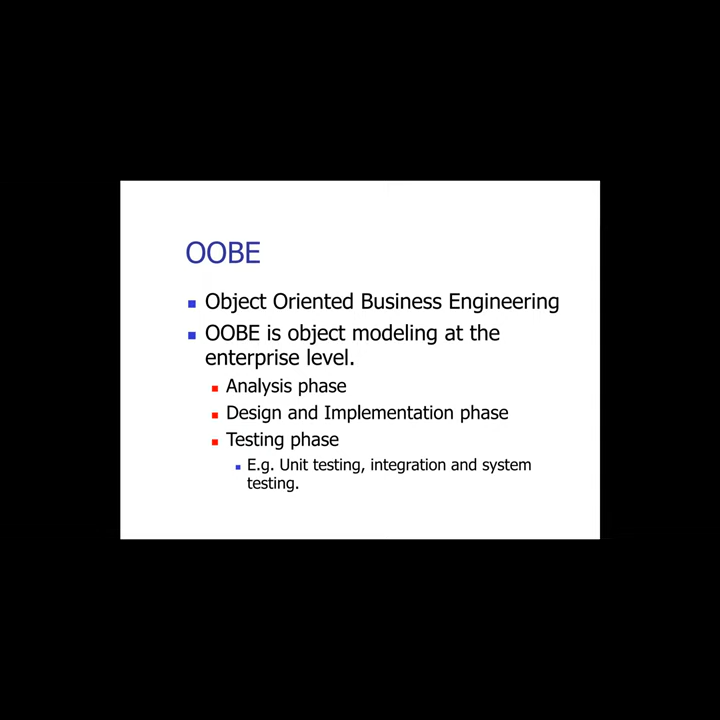 OOBE
Object Oriented Business Engineering
OOBE is object modeling at the
enterprise level.
Analysis phase
Design and Implementation phase
Testing phase
E.g. Unit testing, integration and system
testing.